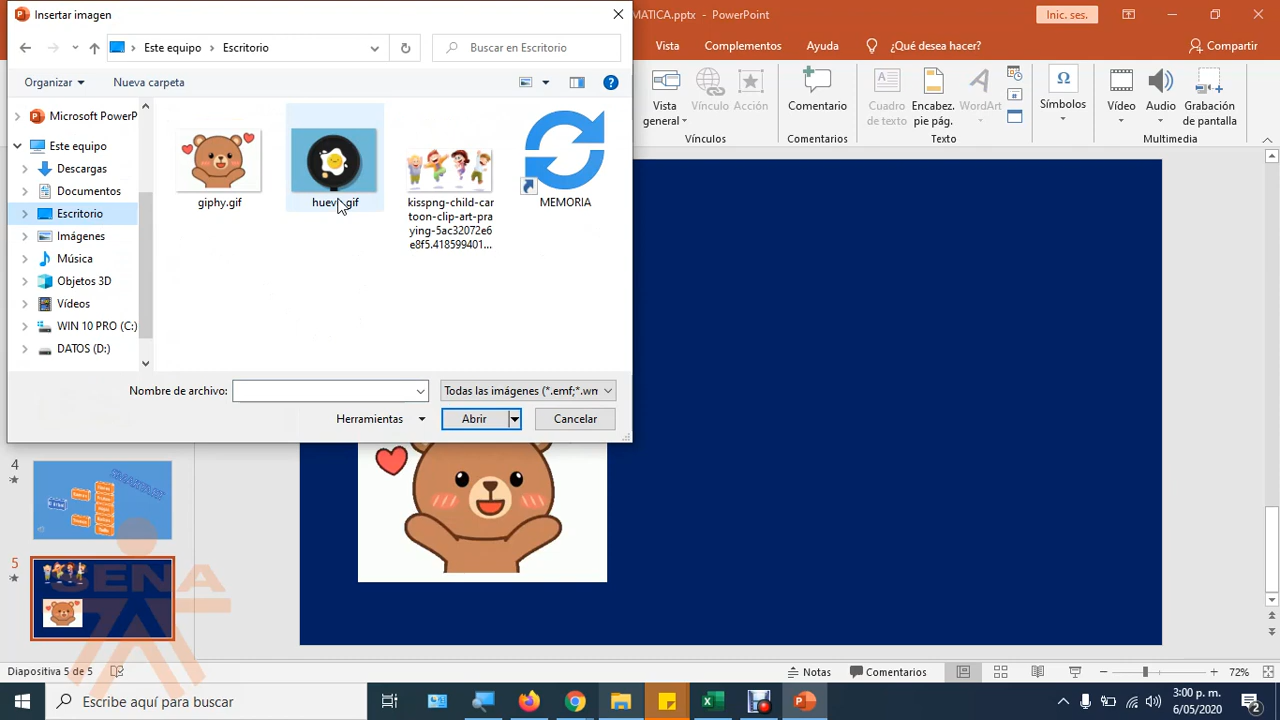 Insertar imagen
MATICA.pptx - PowerPoint
Inic. ses.
Este equipo
Escritorio
Buscar en Escritorio
Vista
Complementos
Ayuda
¿Qué desea hacer?
Compartir
Organizar
Nueva carpeta
Vista
general
Vínculo
Acción
Comentario
Cuadro
de texto
Encabez.
pie pág.
WordArt
Símbolos
Vídeo
Audio
Grabación
de pantalla
Vínculos
Comentarios
Texto
Multimedia
Microsoft PowerP
Este equipo
Descargas
Documentos
Escritorio
Imágenes
Música
Objetos 3D
Vídeos
WIN 10 PRO (C:)
DATOS (D:)
giphy.gif
kisspng-child-car
toon-clip-art-pra
ying-5ac32072e6
e8f5.418599401...
MEMORIA
Nombre de archivo:
Todas las imágenes (*.emf;*.wm
Herramientas
Abrir
Cancelar
4
5
SENA
Diapositiva 5 de 5
Notas
Comentarios
72%
Escribe aquí para buscar
3:00 p. m.
6/05/2020
2